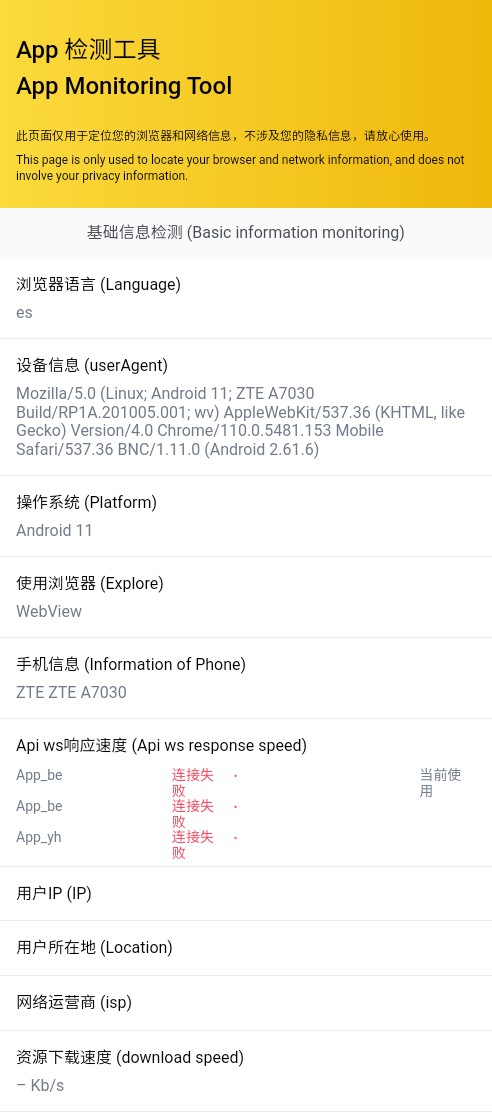 App 检测工具
App Monitoring Tool
此页面仅用于定位您的浏览器和网络信息，不涉及您的隐私信息，请放心使用。
This page is only used to locate your browser and network information, and does not
involve your privacy information.
基础信息检测 (Basic information monitoring)
浏览器语言 (Language)
es
设备信息 (userAgent)
Mozilla/5.0 (Linux; Android 11; ZTE A7030
Build/RP1A.201005.001; wv) AppleWebKit/537.36 (KHTML, like
Gecko) Version/4.0 Chrome/110.0.5481.153 Mobile
Safari/537.36 BNC/1.11.0 (Android 2.61.6)
操作系统 (Platform)
Android 11
使用浏览器 (Explore)
WebView
手机信息 (Information of Phone)
ZTE ZTE A7030
Api ws响应速度 (Api ws response speed)
App_be 连接失 · 当前使
败 用
App_be 连接失 ·
败
App_yh 连接失 ·
败
用户IP (IP)
用户所在地 (Location)
网络运营商 (isp)
资源下载速度 (download speed)
– Kb/s